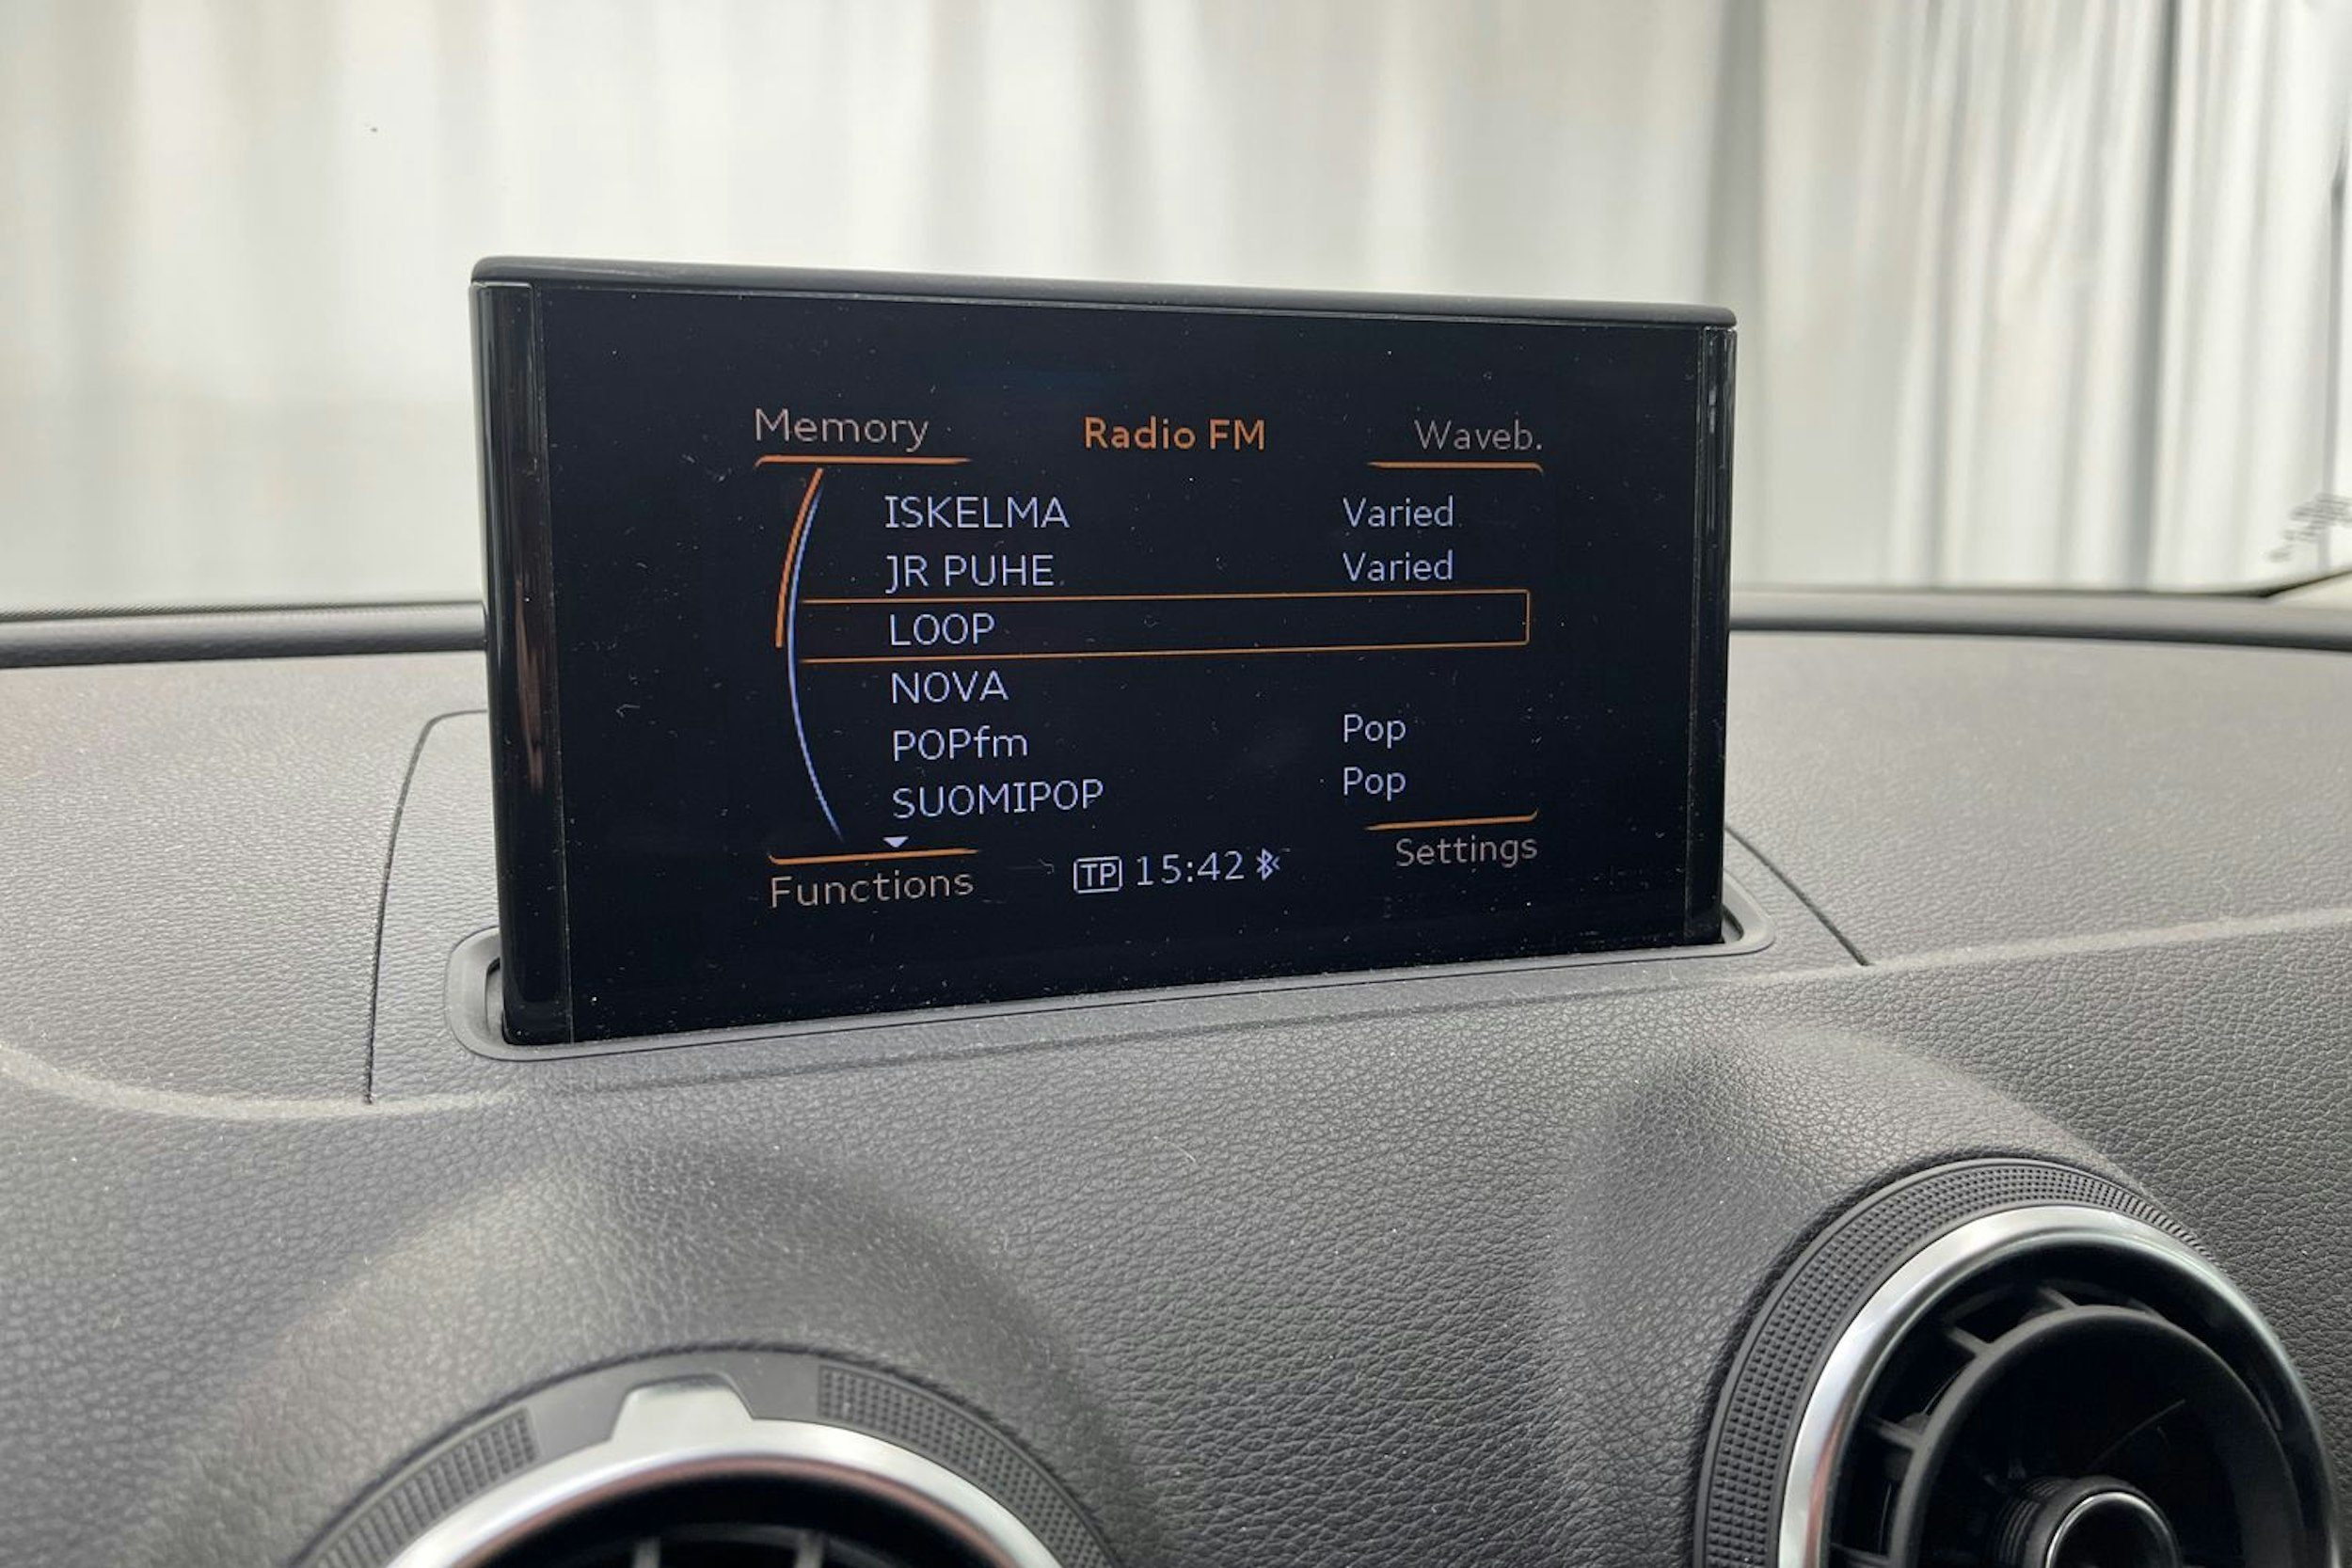 Memory Radio FM Waveb.
ISKELMA Varied
JR PUHE Varied
LOOP
NOVA
POPfm Pop
SUOMIPOP Pop
Functions TP 15:42 Settings